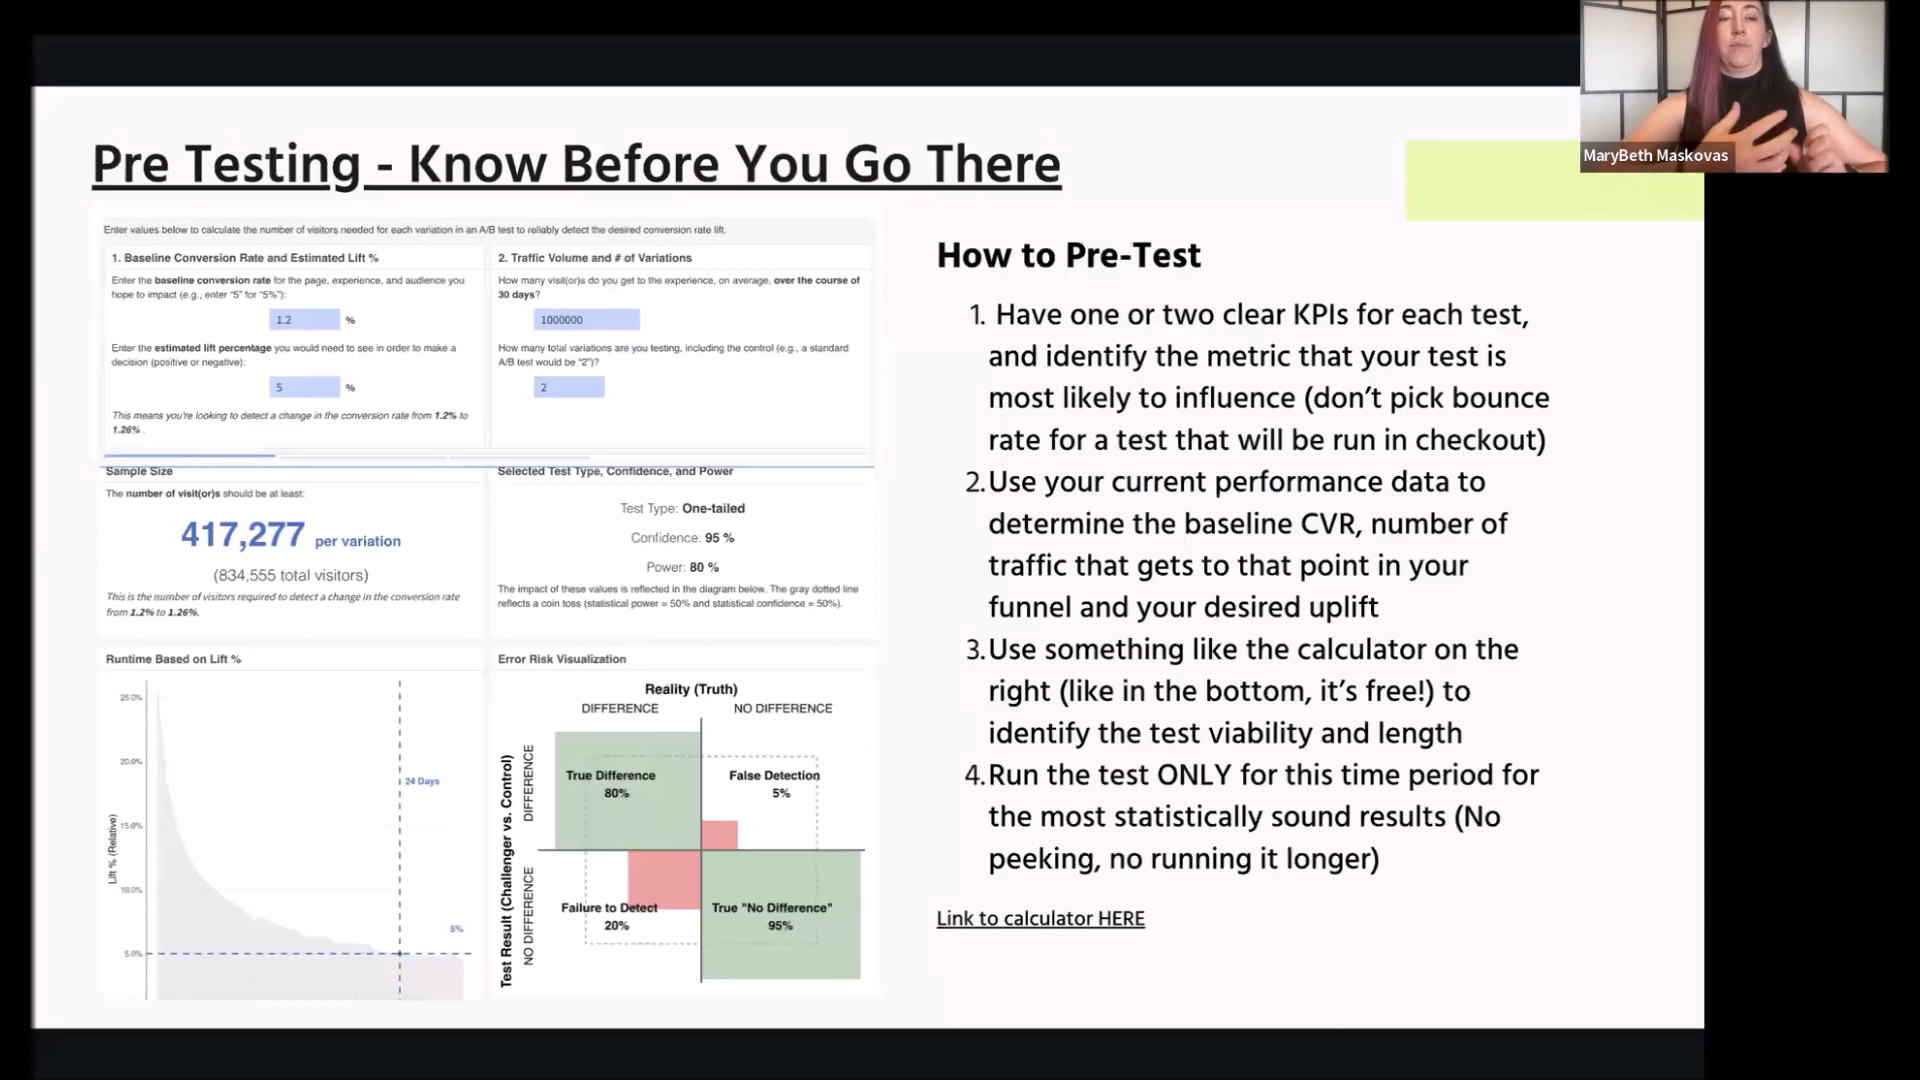 MaryBeth Maskovas
Pre Testing - Know Before You Go There
Enter values below to calculate the number of visitors needed for each variation in an A/B test to reliably detect the desired conversion rate lift.
1. Baseline Conversion Rate and Estimated Lift %
Enter the baseline conversion rate for the page, experience, and audience you
hope to impact (e.g., enter "5" for "5%"):
1.2 %
Enter the estimated lift percentage you would need to see in order to make a
decision (positive or negative):
5 %
This means you're looking to detect a change in the conversion rate from 1.2% to
1.26% .
2. Traffic Volume and # of Variations
How many visit(or)s do you get to the experience, on average, over the course of
30 days?
1000000
How many total variations are you testing, including the control (e.g., a standard
A/B test would be "2")?
2
Sample Size
The number of visit(or)s should be at least:
417,277 per variation
(834,555 total visitors)
This is the number of visitors required to detect a change in the conversion rate
from 1.2% to 1.26%.
Selected Test Type, Confidence, and Power
Test Type: One-tailed
Confidence: 95 %
Power: 80 %
The impact of these values is reflected in the diagram below. The gray dotted line
reflects a coin toss (statistical power = 50% and statistical confidence = 50%).
Runtime Based on Lift %
Lift % (Relative)
25.0%
20.0%
15.0%
10.0%
5.0%
24 Days
5%
Error Risk Visualization
Reality (Truth)
DIFFERENCE
NO DIFFERENCE
Test Result (Challenger vs. Control)
DIFFERENCE
NO DIFFERENCE
True Difference
80%
False Detection
5%
Failure to Detect
20%
True "No Difference"
95%
How to Pre-Test
1. Have one or two clear KPIs for each test,
and identify the metric that your test is
most likely to influence (don't pick bounce
rate for a test that will be run in checkout)
2. Use your current performance data to
determine the baseline CVR, number of
traffic that gets to that point in your
funnel and your desired uplift
3. Use something like the calculator on the
right (like in the bottom, it's free!) to
identify the test viability and length
4. Run the test ONLY for this time period for
the most statistically sound results (No
peeking, no running it longer)
Link to calculator HERE